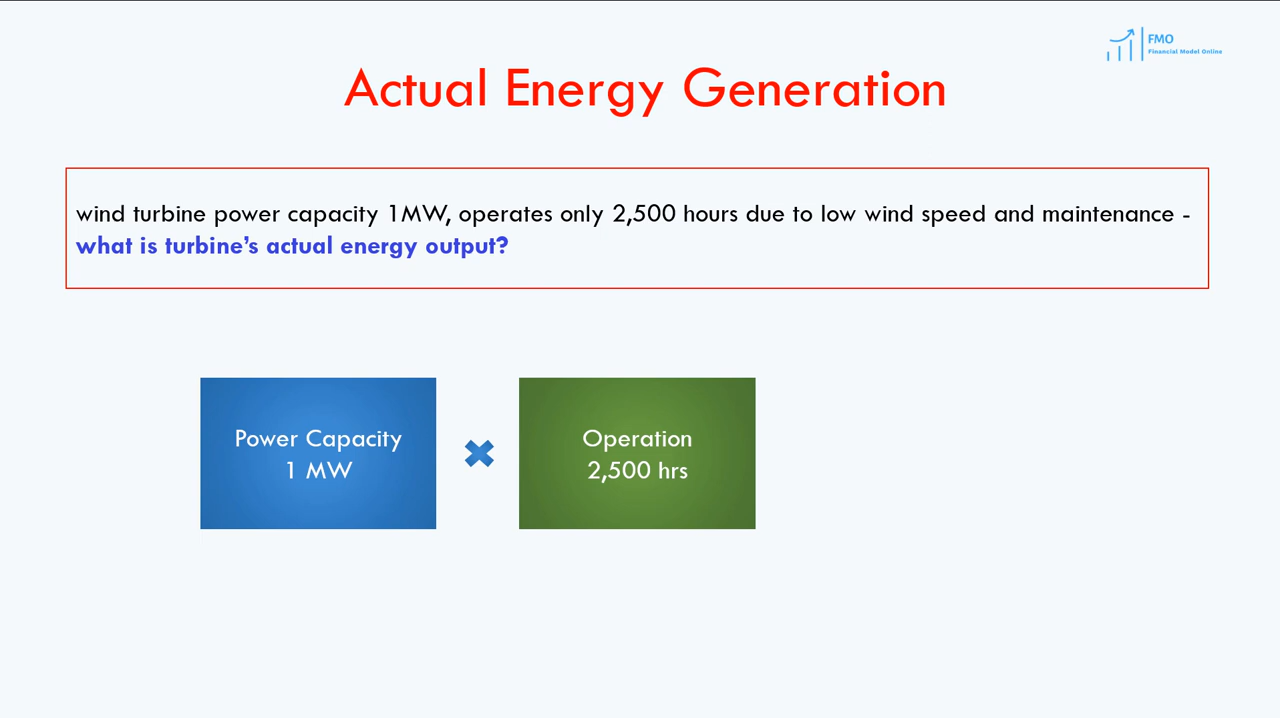 FMO
Financial Model Online
Actual Energy Generation
wind turbine power capacity 1MW, operates only 2,500 hours due to low wind speed and maintenance -
what is turbine’s actual energy output?
Power Capacity
1 MW
Operation
2,500 hrs